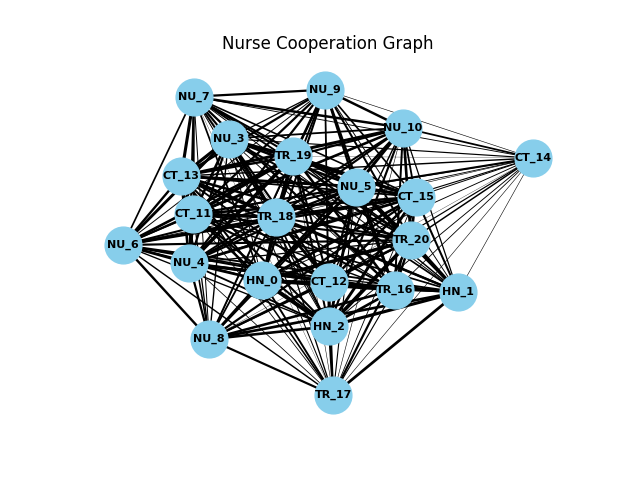 Nurse Cooperation Graph
NU_9
NU_7
NU_10
NU_3
TR_19
CT_14
CT_13
NU_5
CT_15
CT_11
TR_18
TR_20
NU_6
NU_4
HN_0
CT_12
TR_16
HN_1
HN_2
NU_8
TR_17